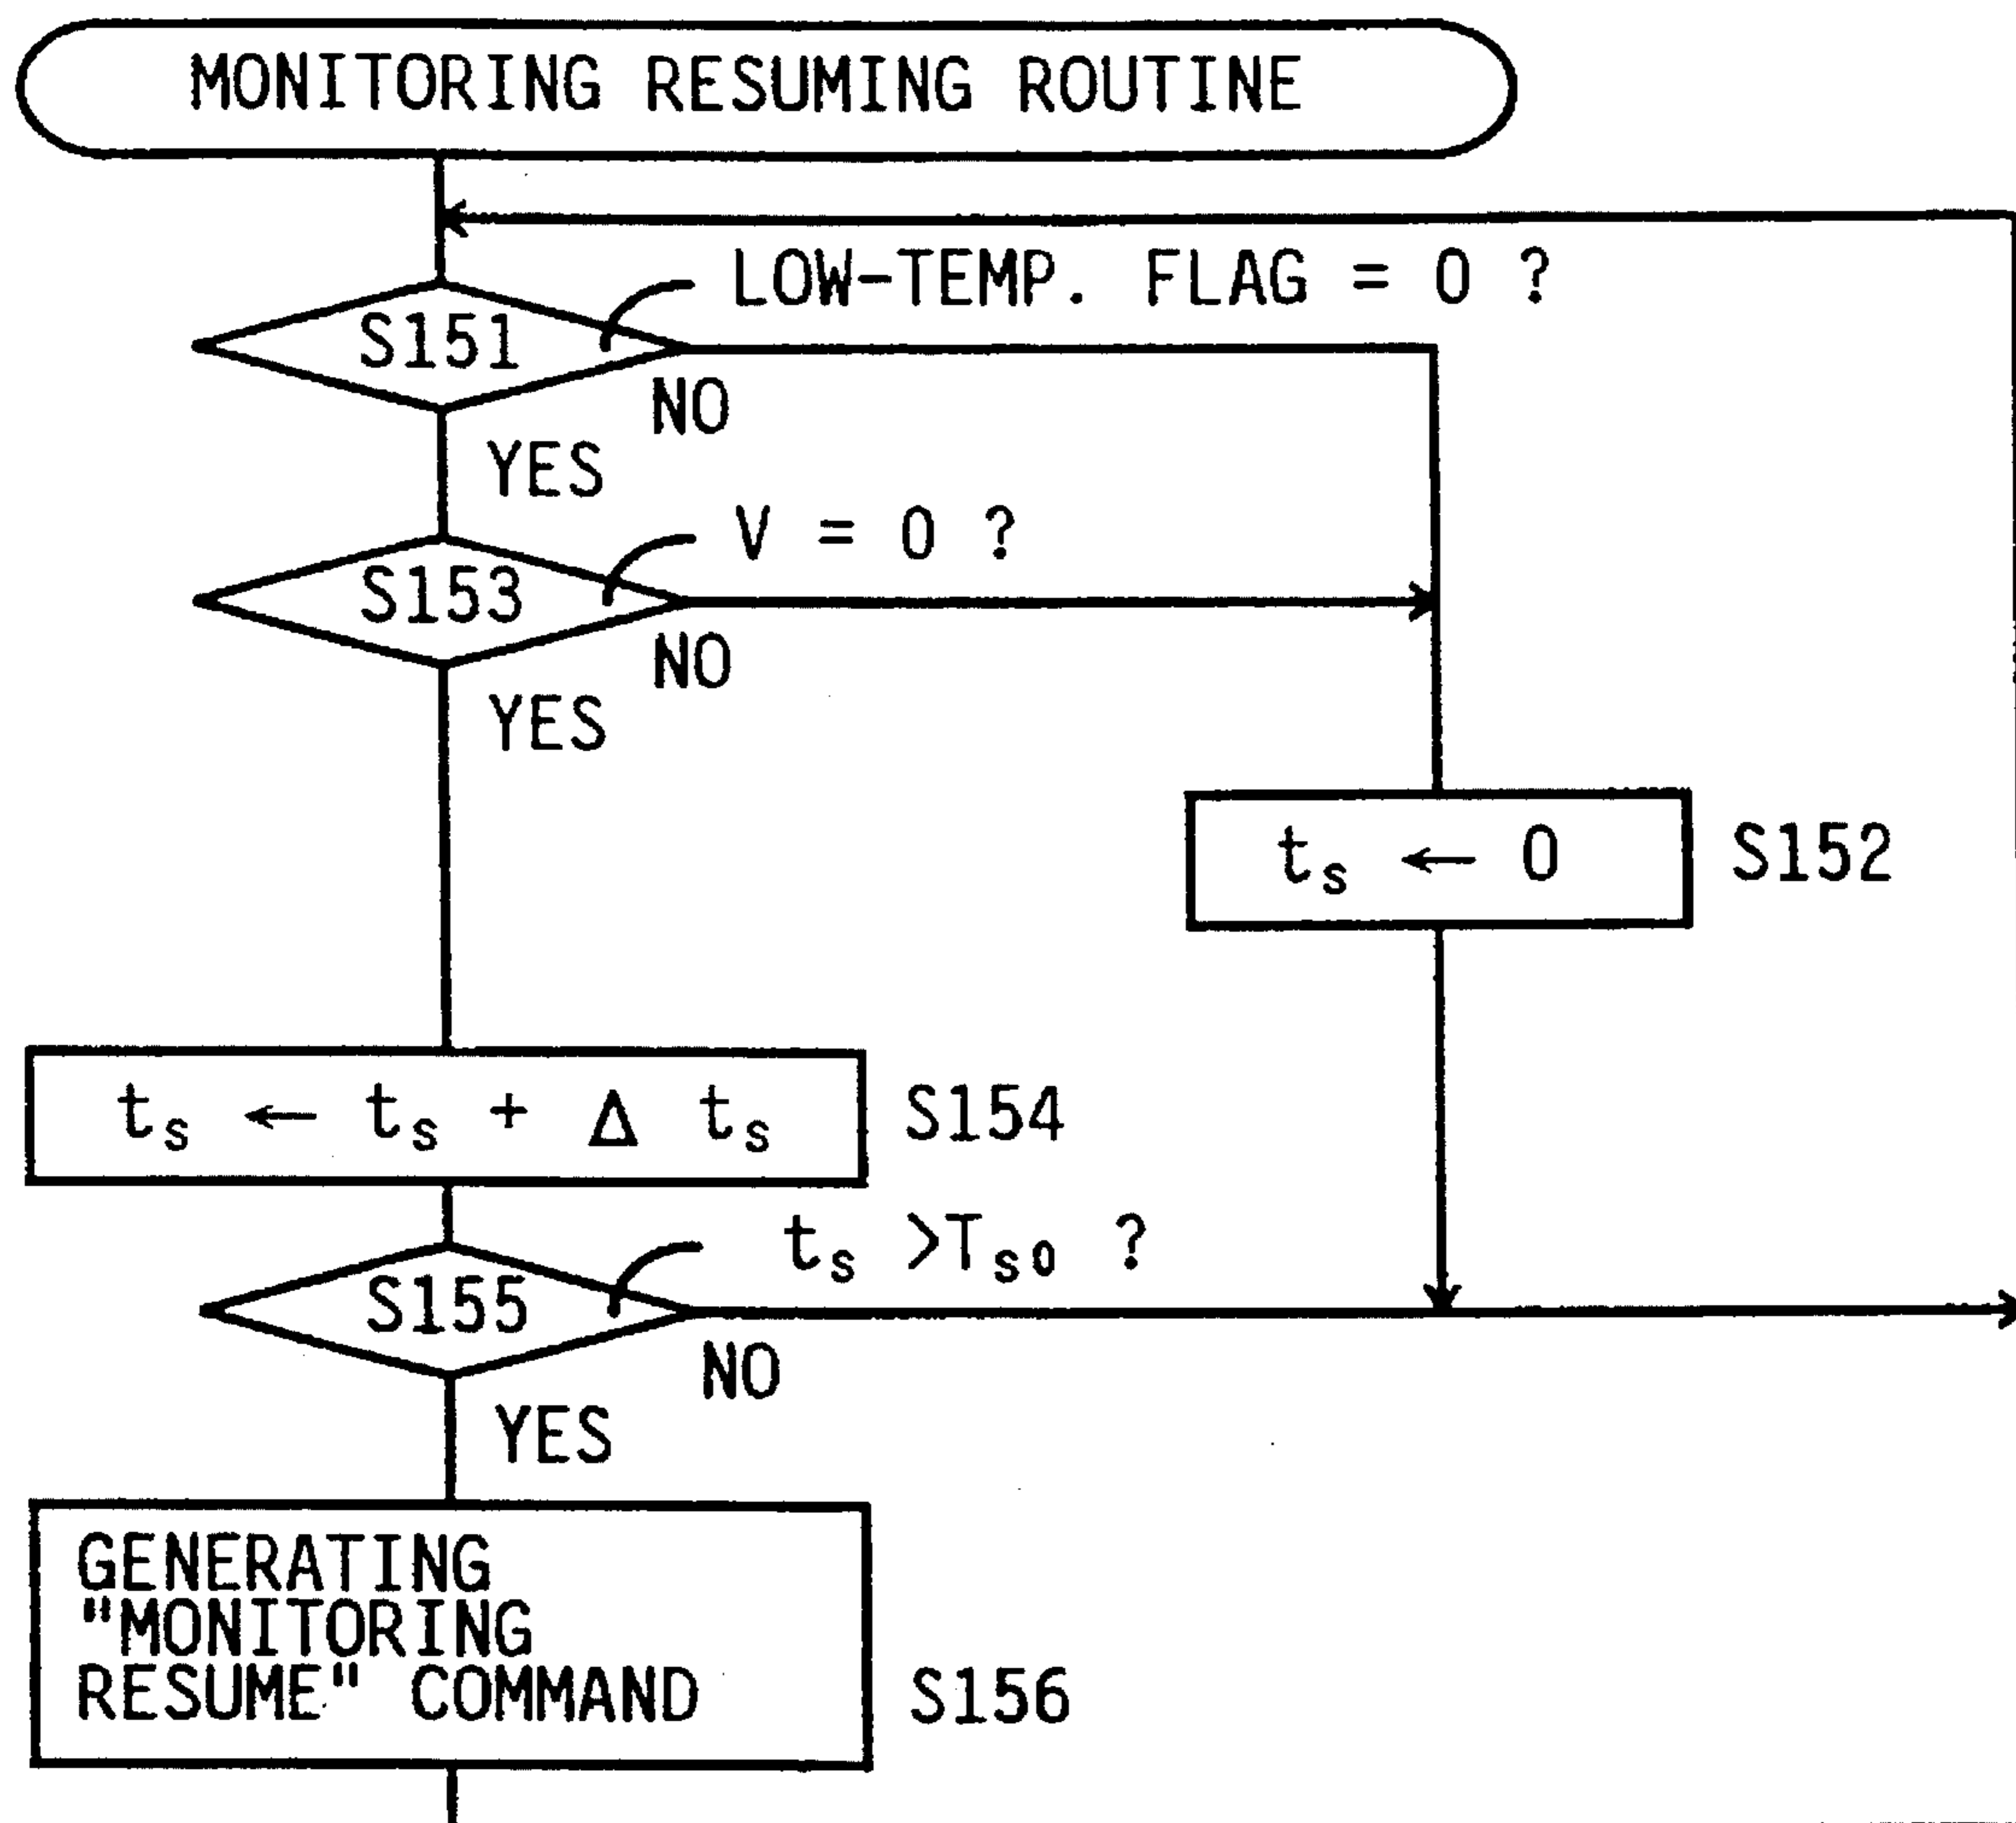 MONITORING RESUMING ROUTINE
LOW-TEMP. FLAG = 0 ?
S151
NO
YES
V = 0 ?
S153
NO
YES
tₛ ← 0 S152
tₛ ← tₛ + Δ tₛ S154
tₛ >Tₛ₀ ?
S155
NO
YES
GENERATING
"MONITORING
RESUME" COMMAND S156